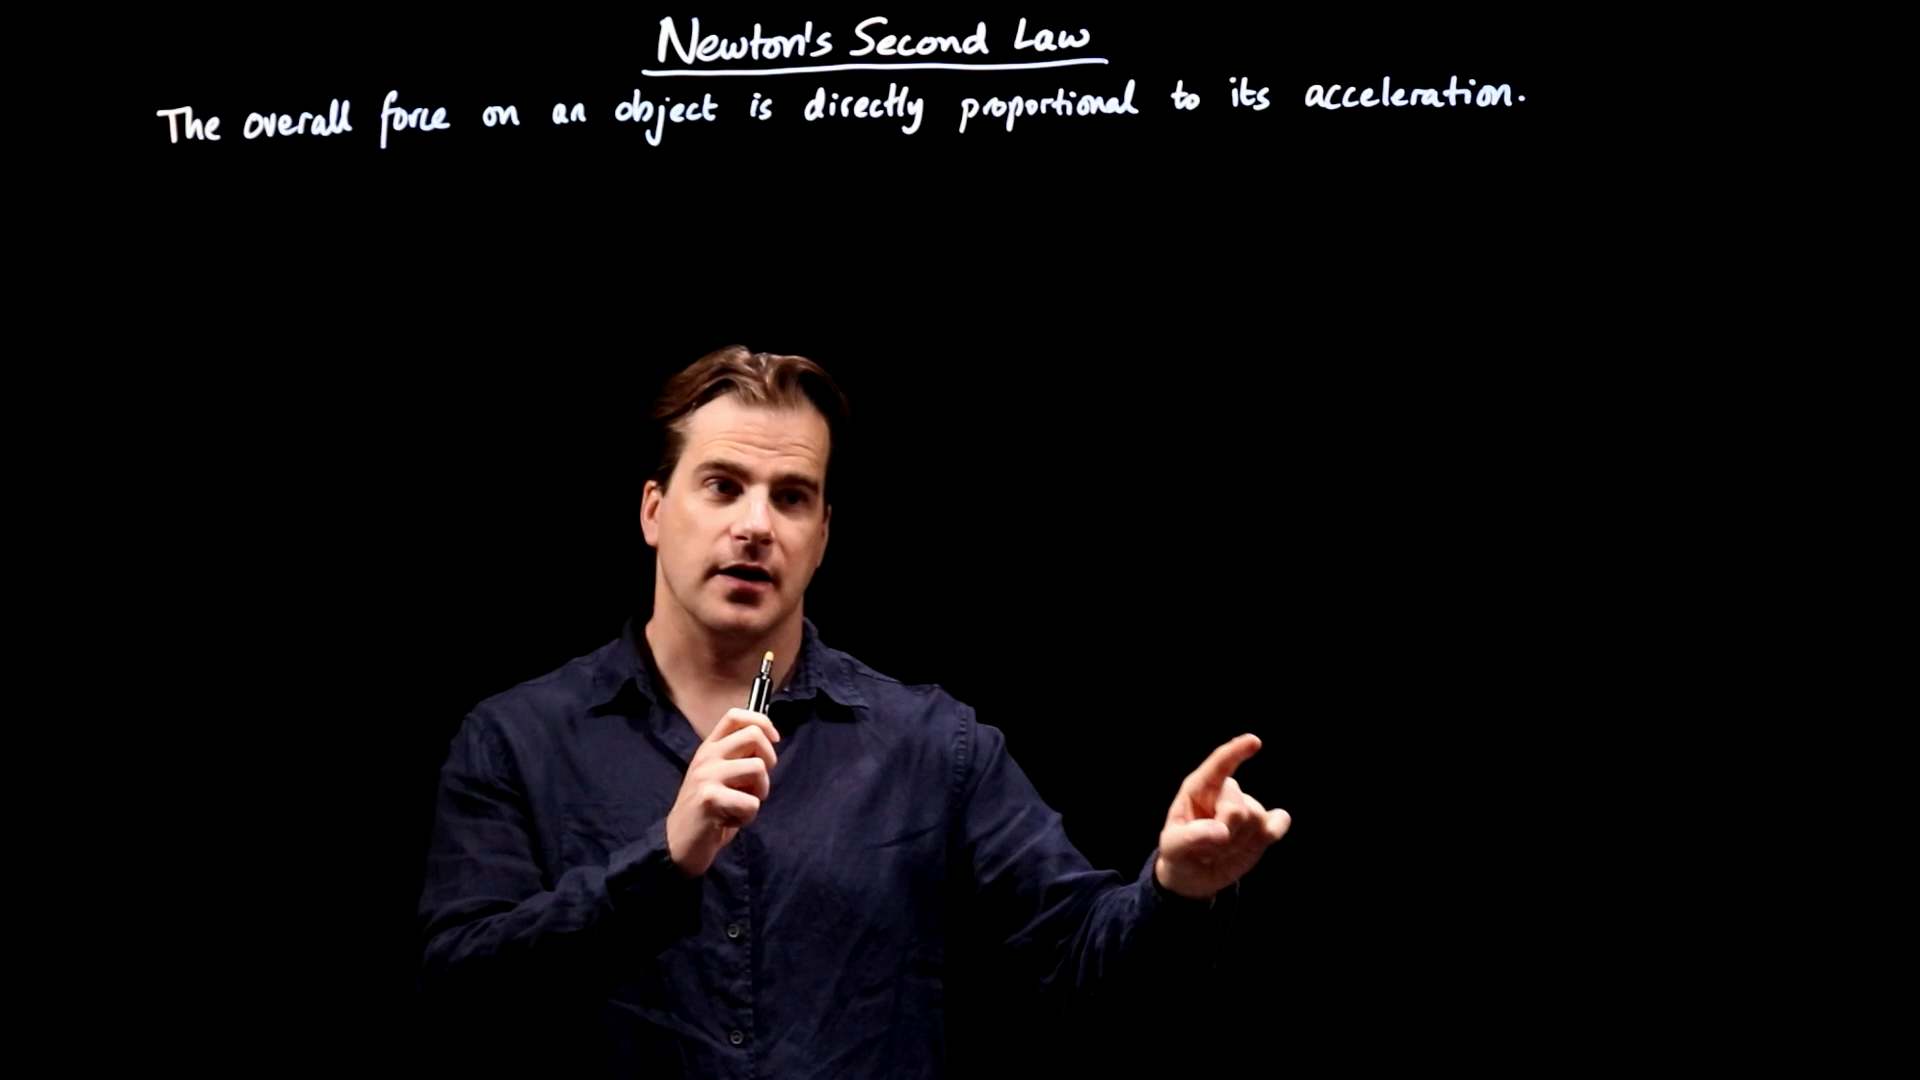 Newton's Second Law
The overall force on an object is directly proportional to its acceleration.